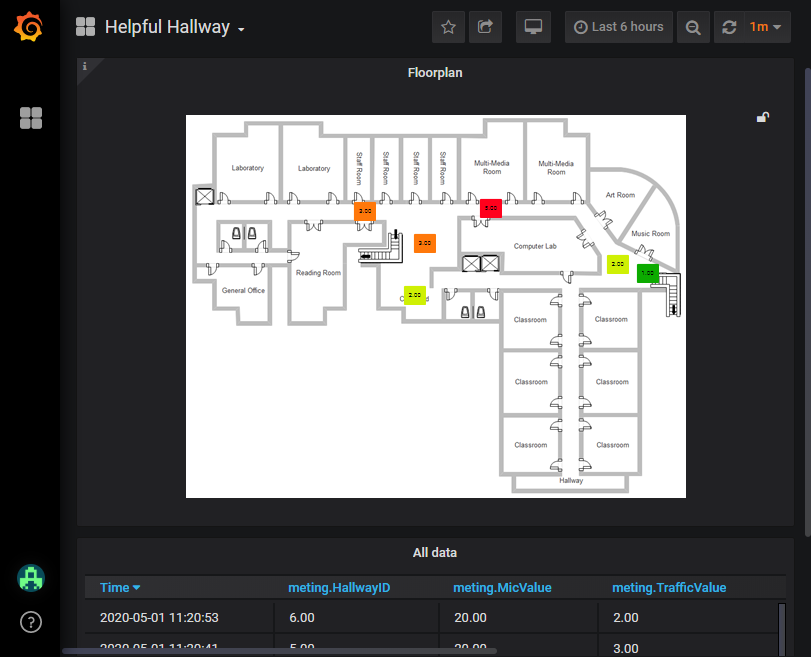 Helpful Hallway
Last 6 hours
1m
i
Floorplan
Laboratory
Laboratory
Staff Room
Staff Room
Staff Room
Staff Room
Multi-Media
Room
Multi-Media
Room
Art Room
Music Room
3.00
3.00
Computer Lab
2.00
1.00
Reading Room
General Office
2.00
Classroom
Classroom
Classroom
Classroom
Classroom
Classroom
Hallway
All data
Time meting.HallwayID meting.MicValue meting.TrafficValue
2020-05-01 11:20:53 6.00 20.00 2.00
2020-05-01 11:20:41 5.00 20.00 3.00
?